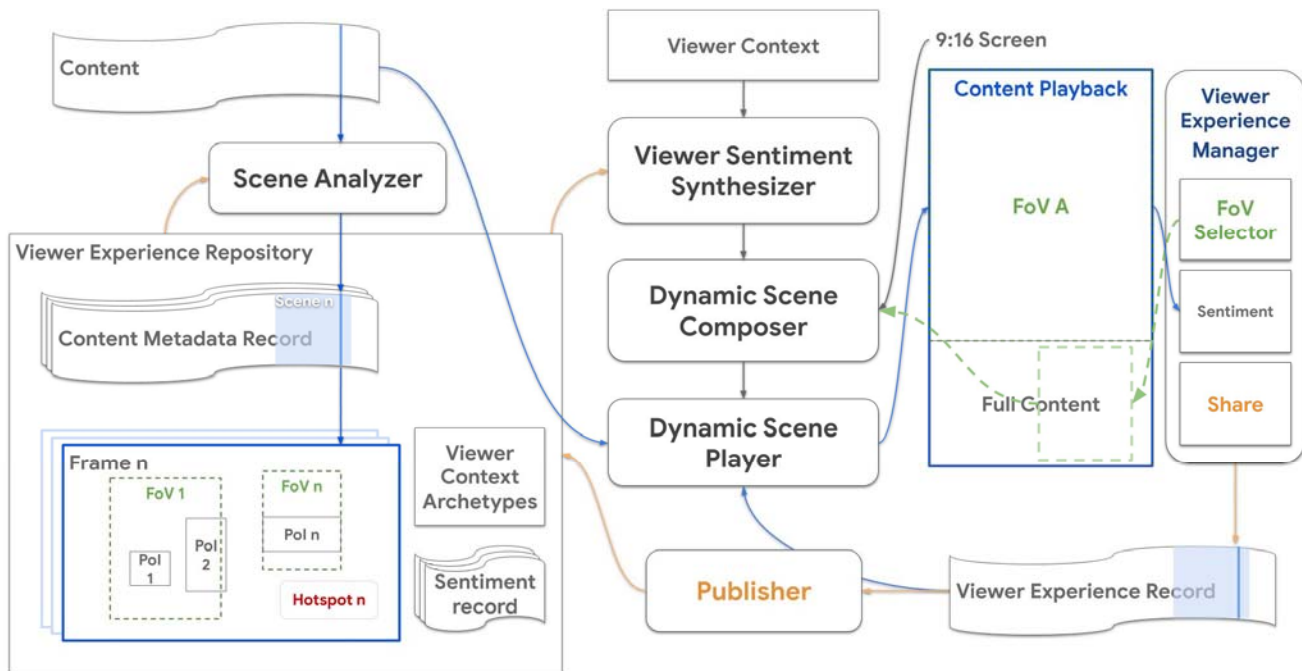 Content
Scene Analyzer
Viewer Experience Repository
Scene n
Content Metadata Record
Frame n
FoV 1
FoV n
PoI
1
PoI
2
PoI n
Hotspot n
Viewer
Context
Archetypes
Sentiment
record
Viewer Context
Viewer Sentiment
Synthesizer
Dynamic Scene
Composer
Dynamic Scene
Player
Publisher
9:16 Screen
Content Playback
FoV A
Full Content
Viewer
Experience
Manager
FoV
Selector
Sentiment
Share
Viewer Experience Record